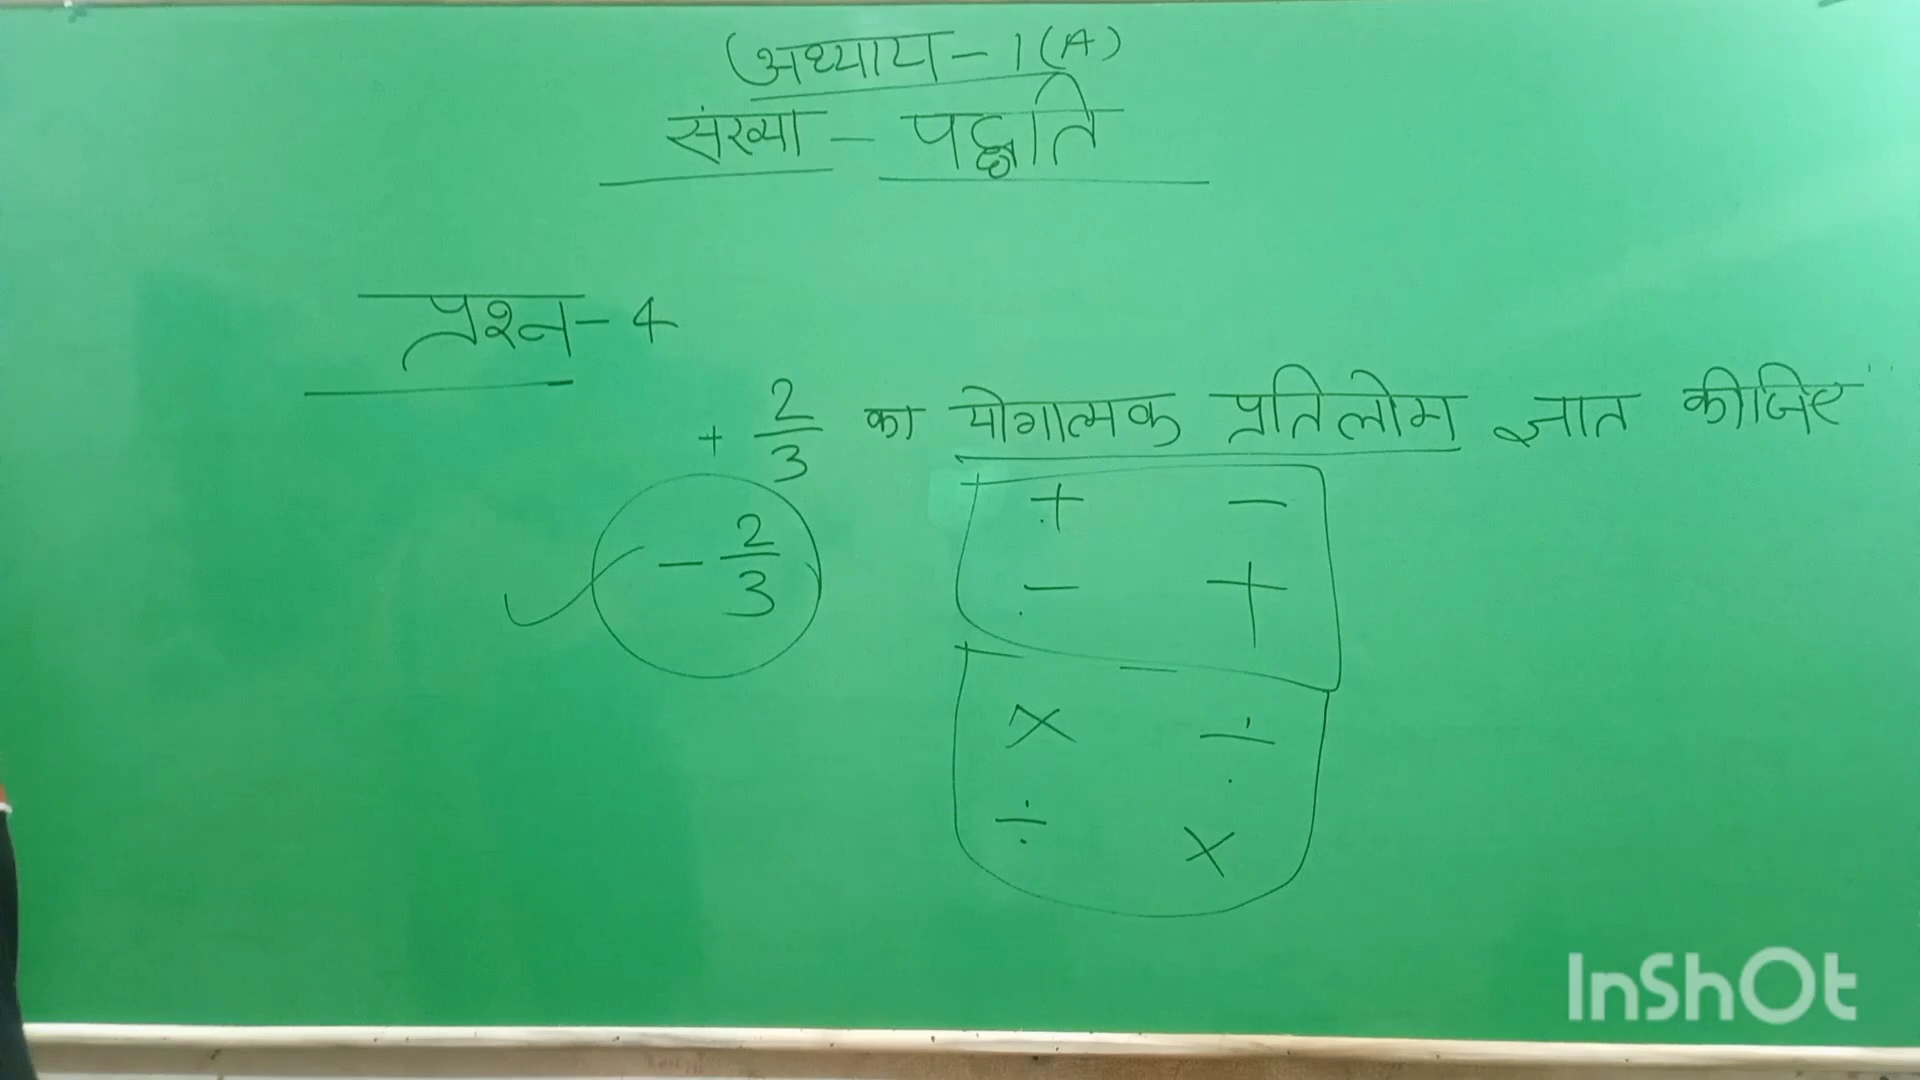 अध्याय - 1 (A)
संख्या - पद्धति
प्रश्न - 4
+ 2/3 का योगात्मक प्रतिलोम ज्ञात कीजिए
- 2/3
+ -
- +
× ÷
÷ ×
InShOt